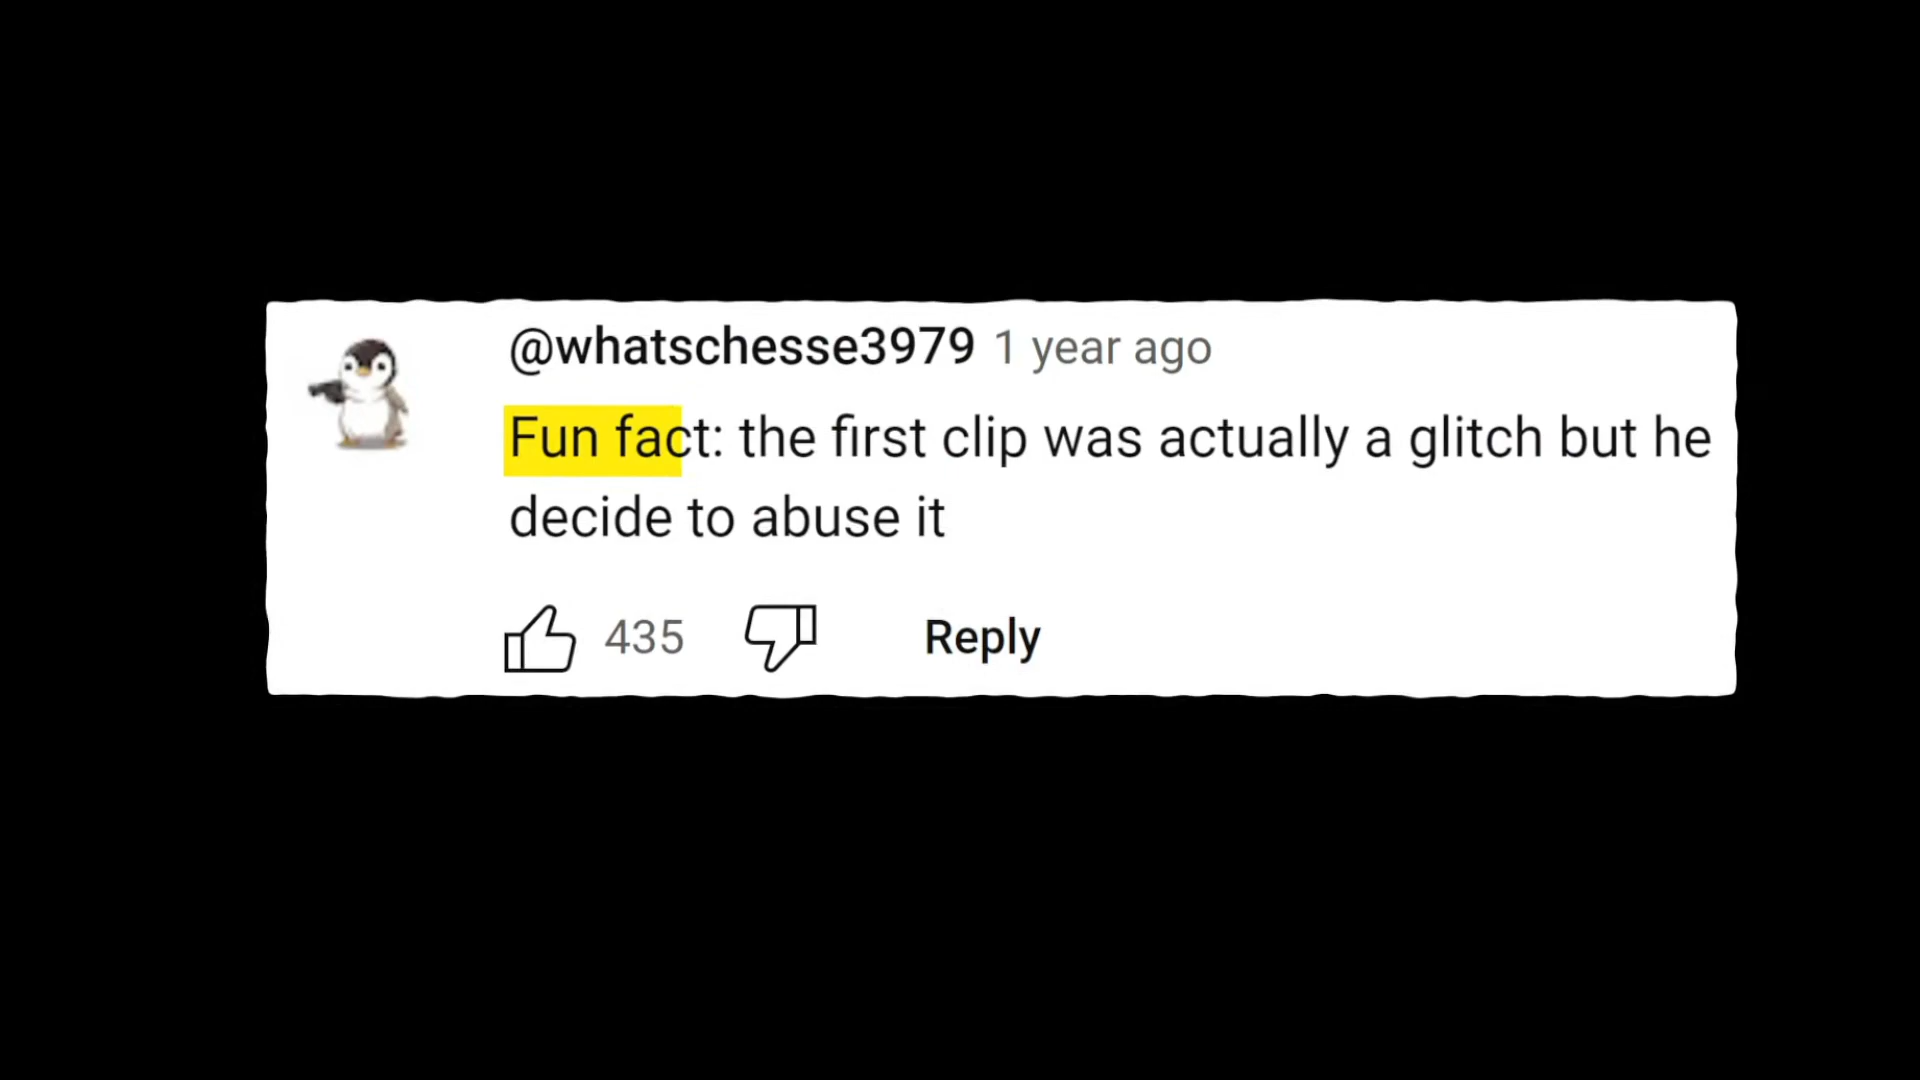 @whatschesse3979 1 year ago
Fun fact: the first clip was actually a glitch but he
decide to abuse it
435 Reply